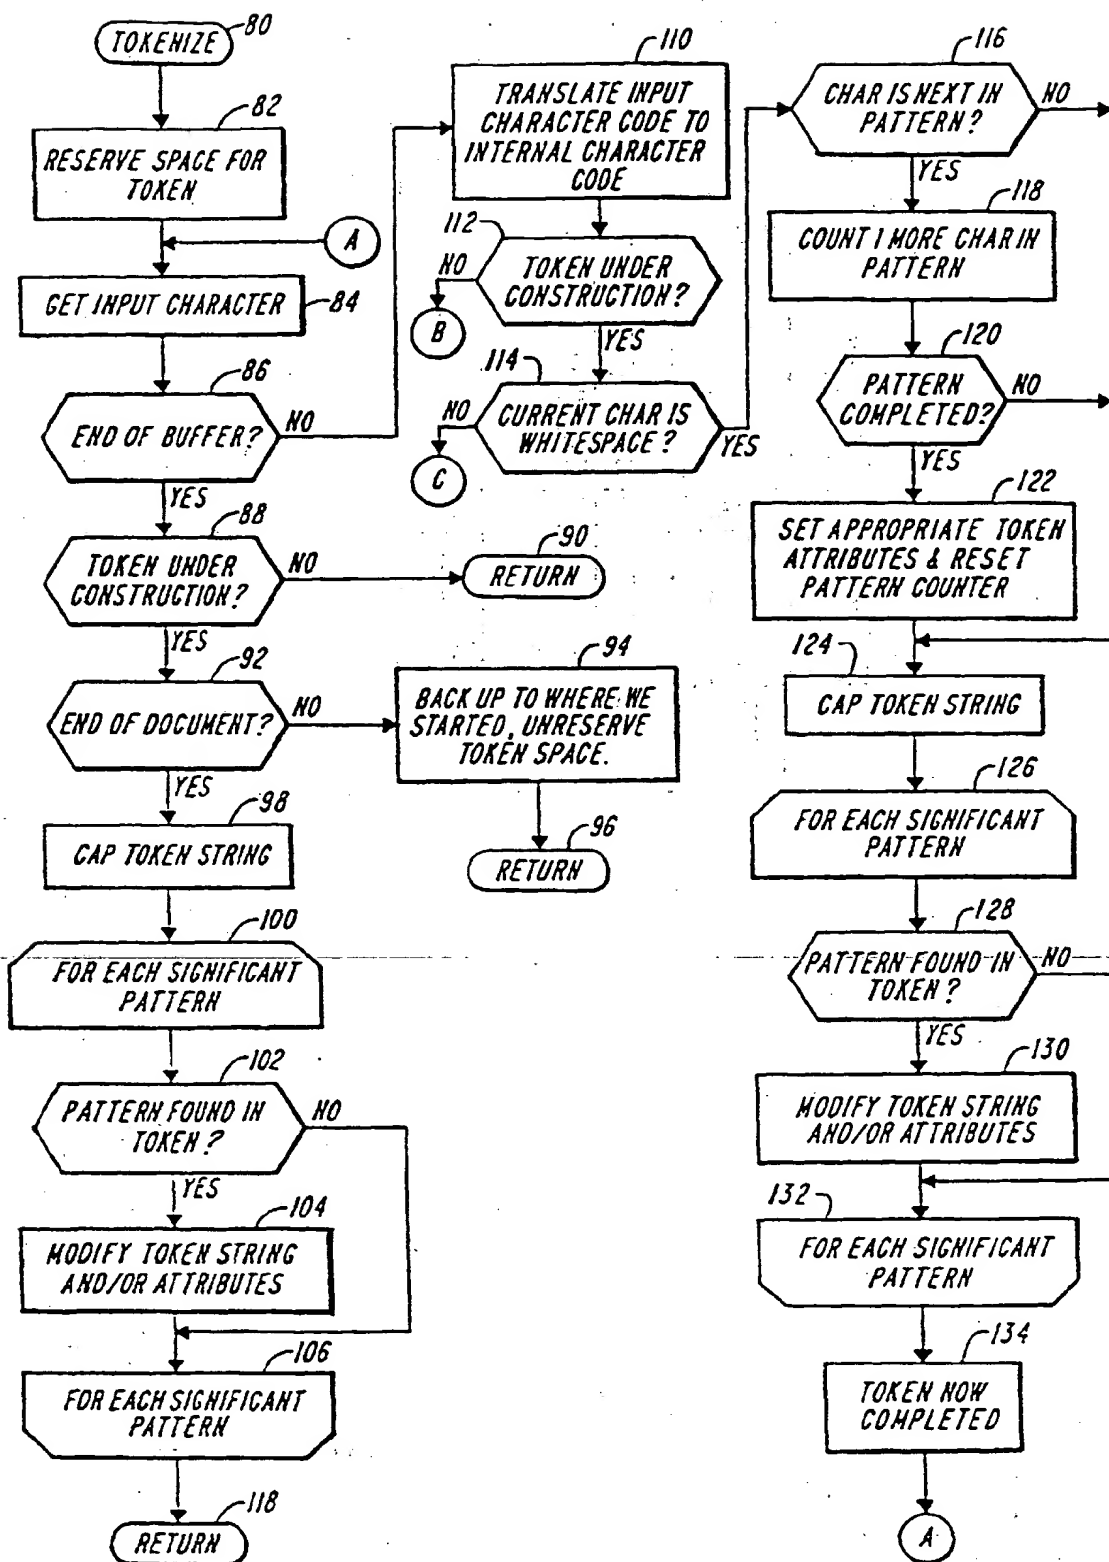 80
TOKENIZE
82
RESERVE SPACE FOR
TOKEN
A
GET INPUT CHARACTER
84
86
END OF BUFFER?
NO
YES
88
TOKEN UNDER
CONSTRUCTION?
NO
90
RETURN
YES
92
END OF DOCUMENT?
NO
94
BACK UP TO WHERE WE
STARTED, UNRESERVE
TOKEN SPACE.
96
RETURN
YES
98
CAP TOKEN STRING
100
FOR EACH SIGNIFICANT
PATTERN
102
PATTERN FOUND IN
TOKEN?
NO
YES
104
MODIFY TOKEN STRING
AND/OR ATTRIBUTES
106
FOR EACH SIGNIFICANT
PATTERN
118
RETURN
110
TRANSLATE INPUT
CHARACTER CODE TO
INTERNAL CHARACTER
CODE
112
NO
TOKEN UNDER
CONSTRUCTION?
B
YES
114
NO
CURRENT CHAR IS
WHITESPACE?
YES
C
116
CHAR IS NEXT IN
PATTERN?
NO
YES
118
COUNT 1 MORE CHAR IN
PATTERN
120
PATTERN
COMPLETED?
NO
YES
122
SET APPROPRIATE TOKEN
ATTRIBUTES & RESET
PATTERN COUNTER
124
CAP TOKEN STRING
126
FOR EACH SIGNIFICANT
PATTERN
128
PATTERN FOUND IN
TOKEN?
NO
YES
130
MODIFY TOKEN STRING
AND/OR ATTRIBUTES
132
FOR EACH SIGNIFICANT
PATTERN
134
TOKEN NOW
COMPLETED
A